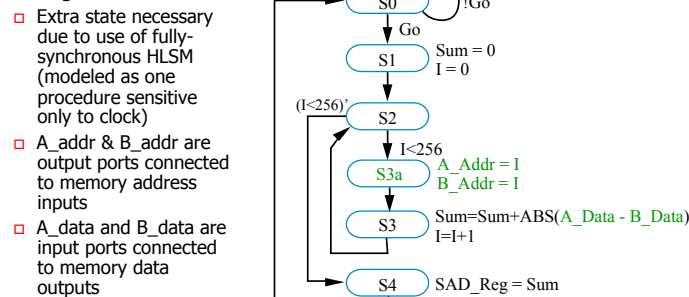 Extra state necessary
due to use of fully-
synchronous HLSM
(modeled as one
procedure sensitive
only to clock)
A_addr & B_addr are
output ports connected
to memory address
inputs
A_data and B_data are
input ports connected
to memory data
outputs
S0
!Go
Go
S1
Sum = 0
I = 0
(I<256)'
S2
I<256
S3a
A_Addr = I
B_Addr = I
S3
Sum=Sum+ABS(A_Data - B_Data)
I=I+1
S4
SAD_Reg = Sum